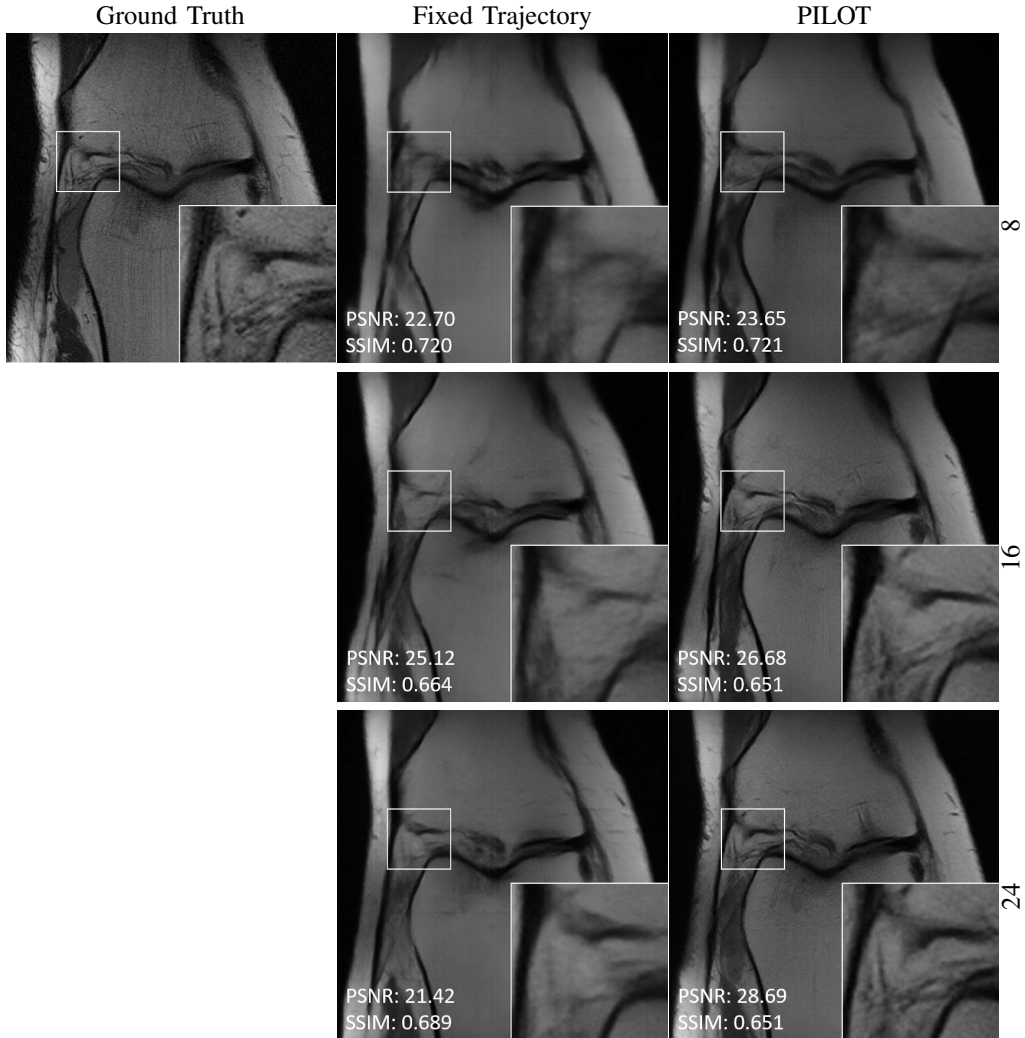 Ground Truth
Fixed Trajectory
PILOT
PSNR: 22.70
SSIM: 0.720
PSNR: 23.65
SSIM: 0.721
8
PSNR: 25.12
SSIM: 0.664
PSNR: 26.68
SSIM: 0.651
16
PSNR: 21.42
SSIM: 0.689
PSNR: 28.69
SSIM: 0.651
24